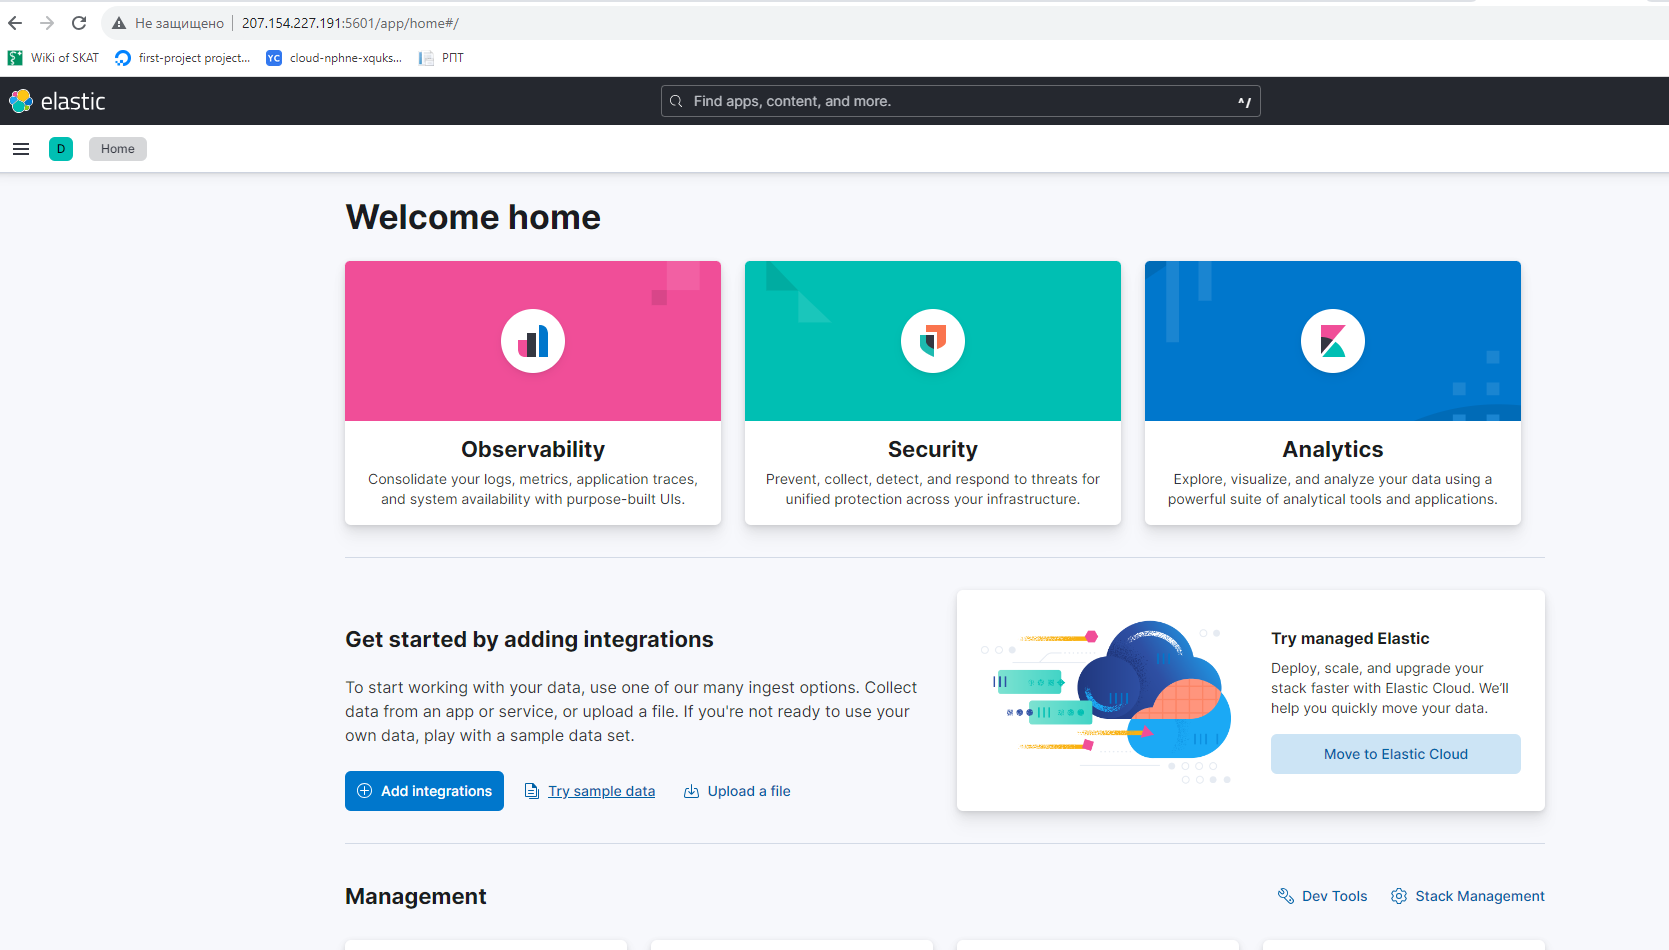 Не защищено
207.154.227.191:5601/app/home#/
WiKi of SKAT
first-project project...
YC
cloud-nphne-xquks...
РПТ
elastic
Find apps, content, and more.
^/
D
Home
Welcome home
Observability
Consolidate your logs, metrics, application traces,
and system availability with purpose-built UIs.
Security
Prevent, collect, detect, and respond to threats for
unified protection across your infrastructure.
Analytics
Explore, visualize, and analyze your data using a
powerful suite of analytical tools and applications.
Get started by adding integrations
To start working with your data, use one of our many ingest options. Collect
data from an app or service, or upload a file. If you're not ready to use your
own data, play with a sample data set.
Add integrations
Try sample data
Upload a file
Try managed Elastic
Deploy, scale, and upgrade your
stack faster with Elastic Cloud. We’ll
help you quickly move your data.
Move to Elastic Cloud
Management
Dev Tools
Stack Management